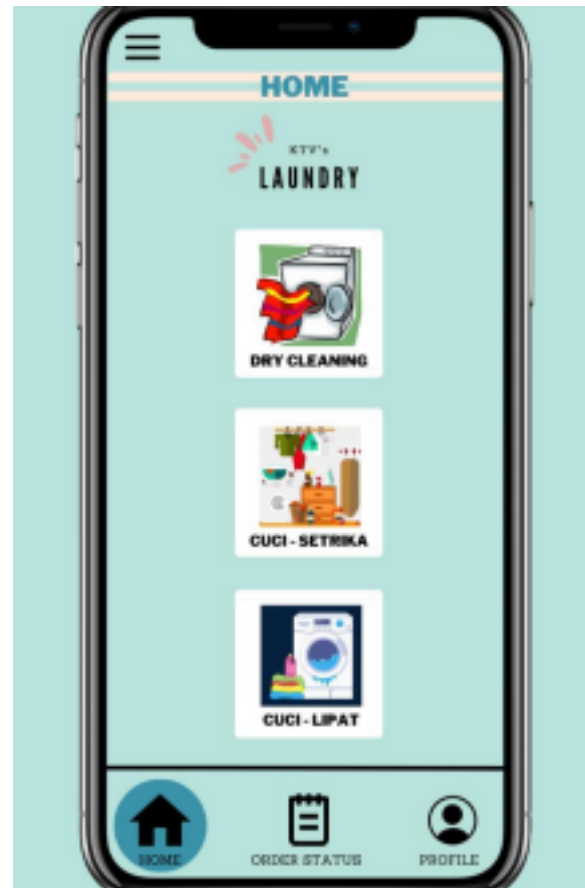 HOME
KTV's
LAUNDRY
DRY CLEANING
CUCI - SETRIKA
CUCI - LIPAT
HOME
ORDER STATUS
PROFILE